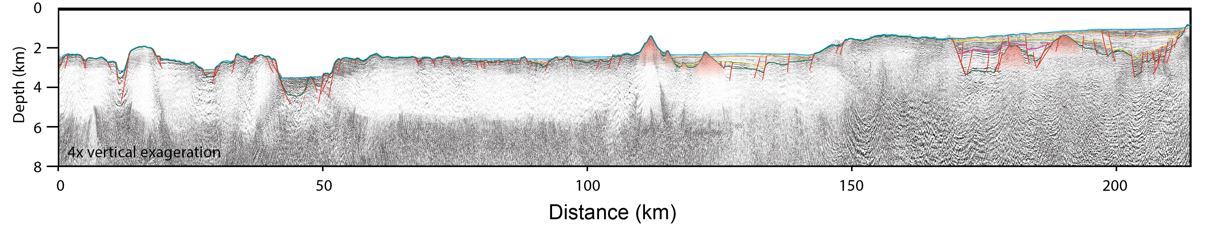 0
2
4
6
8
Depth (km)
4x vertical exageration
0 50 100 150 200
Distance (km)